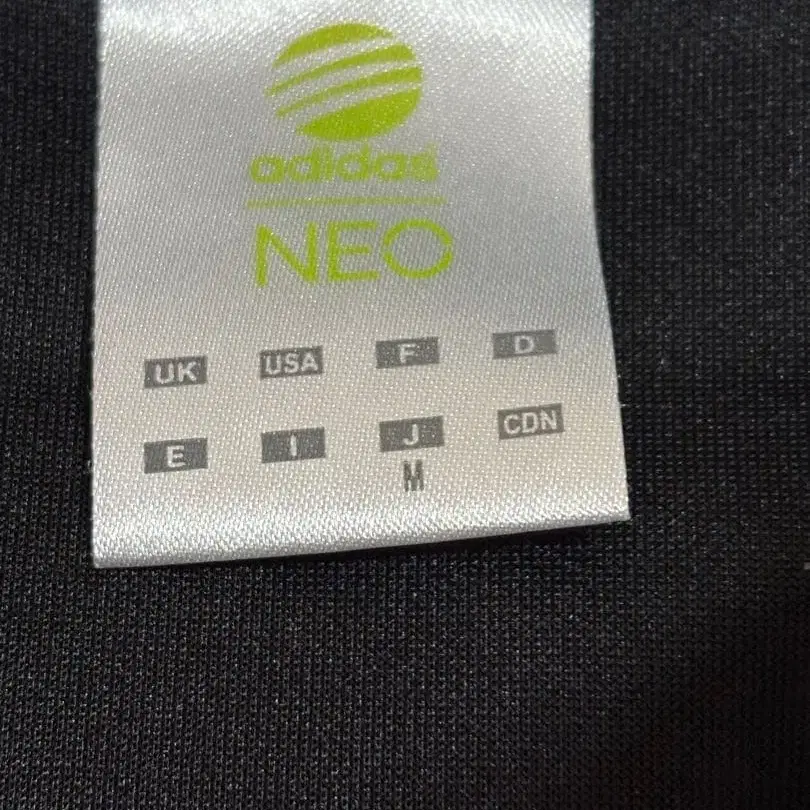 adidas
NEO
UK USA F D
E I J CDN
M